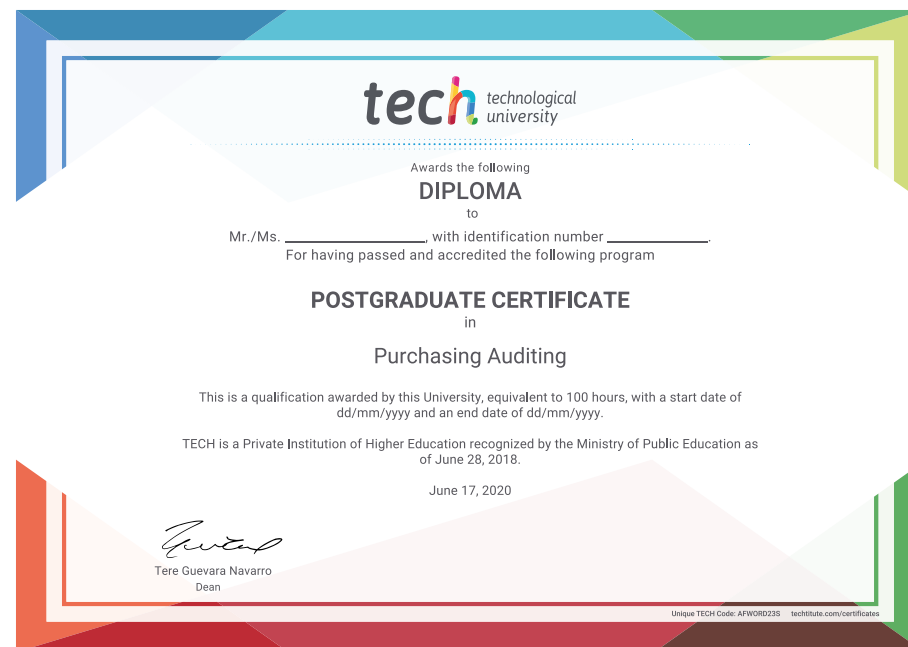 tech technological
university
Awards the following
DIPLOMA
to
Mr./Ms. ____________________, with identification number ______________.
For having passed and accredited the following program
POSTGRADUATE CERTIFICATE
in
Purchasing Auditing
This is a qualification awarded by this University, equivalent to 100 hours, with a start date of
dd/mm/yyyy and an end date of dd/mm/yyyy.
TECH is a Private Institution of Higher Education recognized by the Ministry of Public Education as
of June 28, 2018.
June 17, 2020
Tere Guevara Navarro
Dean
Unique TECH Code: AFWORD23S techtitute.com/certificates